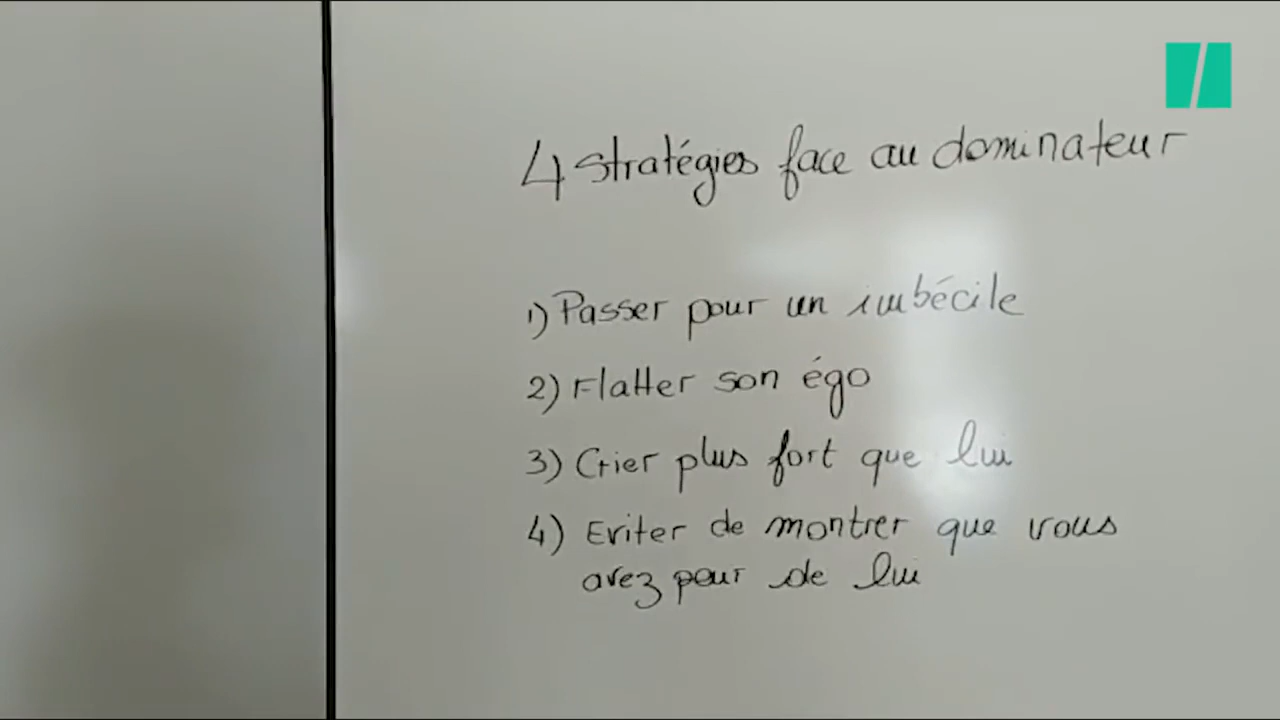 4 stratégies face au dominateur
1) Passer pour un imbécile
2) Flatter son égo
3) Crier plus fort que lui
4) Eviter de montrer que vous
avez peur de lui